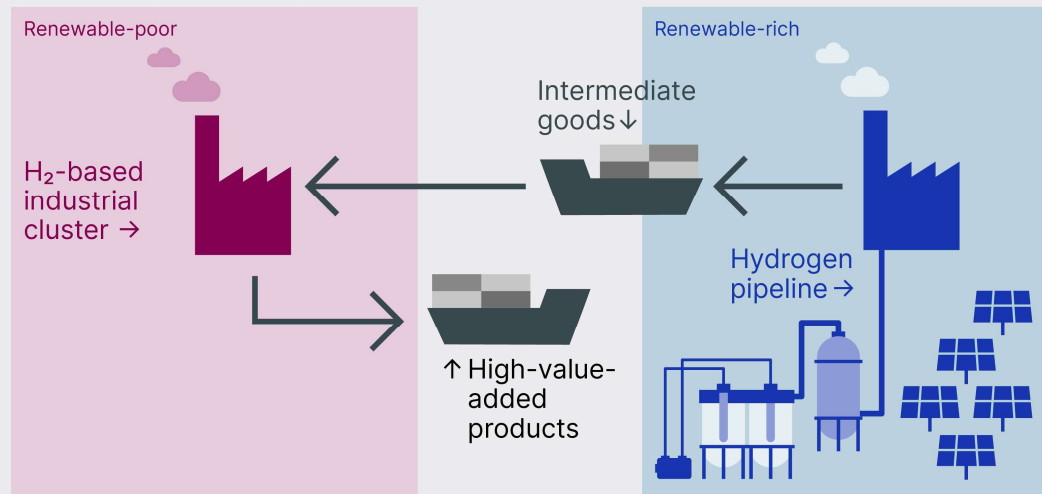 Renewable-poor
Renewable-rich
Intermediate
goods↓
H₂-based
industrial
cluster →
Hydrogen
pipeline →
↑ High-value-
added
products